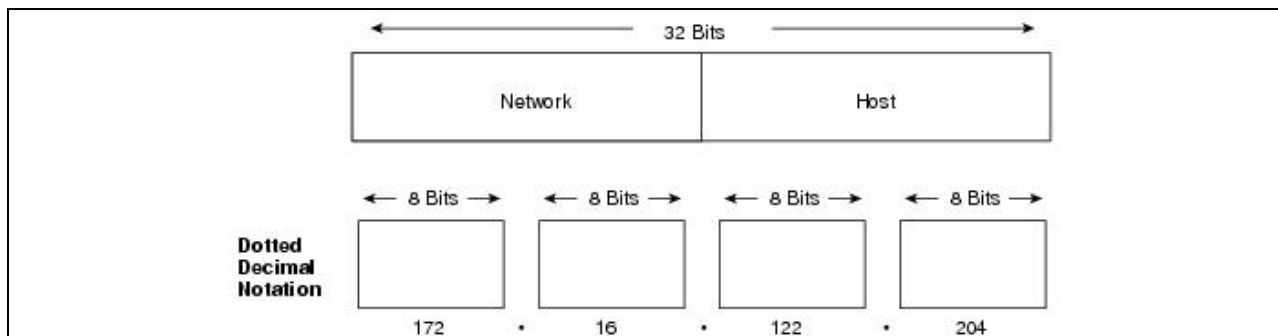 32 Bits
Network Host
8 Bits 8 Bits 8 Bits 8 Bits
Dotted
Decimal
Notation
172 . 16 . 122 . 204